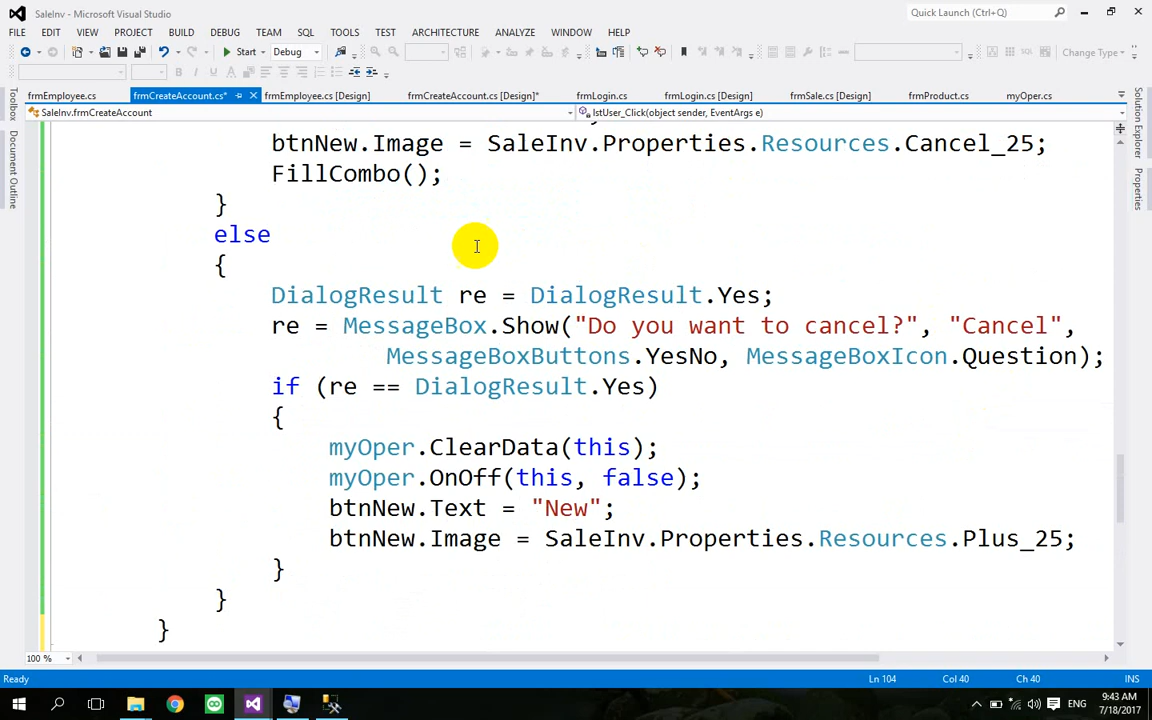 SaleInv - Microsoft Visual Studio
Quick Launch (Ctrl+Q)
FILE EDIT VIEW PROJECT BUILD DEBUG TEAM SQL TOOLS TEST ARCHITECTURE ANALYZE WINDOW HELP
Start Debug Change Type
B I U A
frmEmployee.cs frmCreateAccount.cs* frmEmployee.cs [Design] frmCreateAccount.cs [Design]* frmLogin.cs frmLogin.cs [Design] frmSale.cs [Design] frmProduct.cs myOper.cs
SaleInv.frmCreateAccount lstUser_Click(object sender, EventArgs e)
Toolbox
Document Outline
Solution Explorer
Properties
btnNew.Image = SaleInv.Properties.Resources.Cancel_25;
FillCombo();
}
else
{
DialogResult re = DialogResult.Yes;
re = MessageBox.Show("Do you want to cancel?", "Cancel",
MessageBoxButtons.YesNo, MessageBoxIcon.Question);
if (re == DialogResult.Yes)
{
myOper.ClearData(this);
myOper.OnOff(this, false);
btnNew.Text = "New";
btnNew.Image = SaleInv.Properties.Resources.Plus_25;
}
}
}
100 %
Ready Ln 104 Col 40 Ch 40 INS
ENG
9:43 AM
7/18/2017